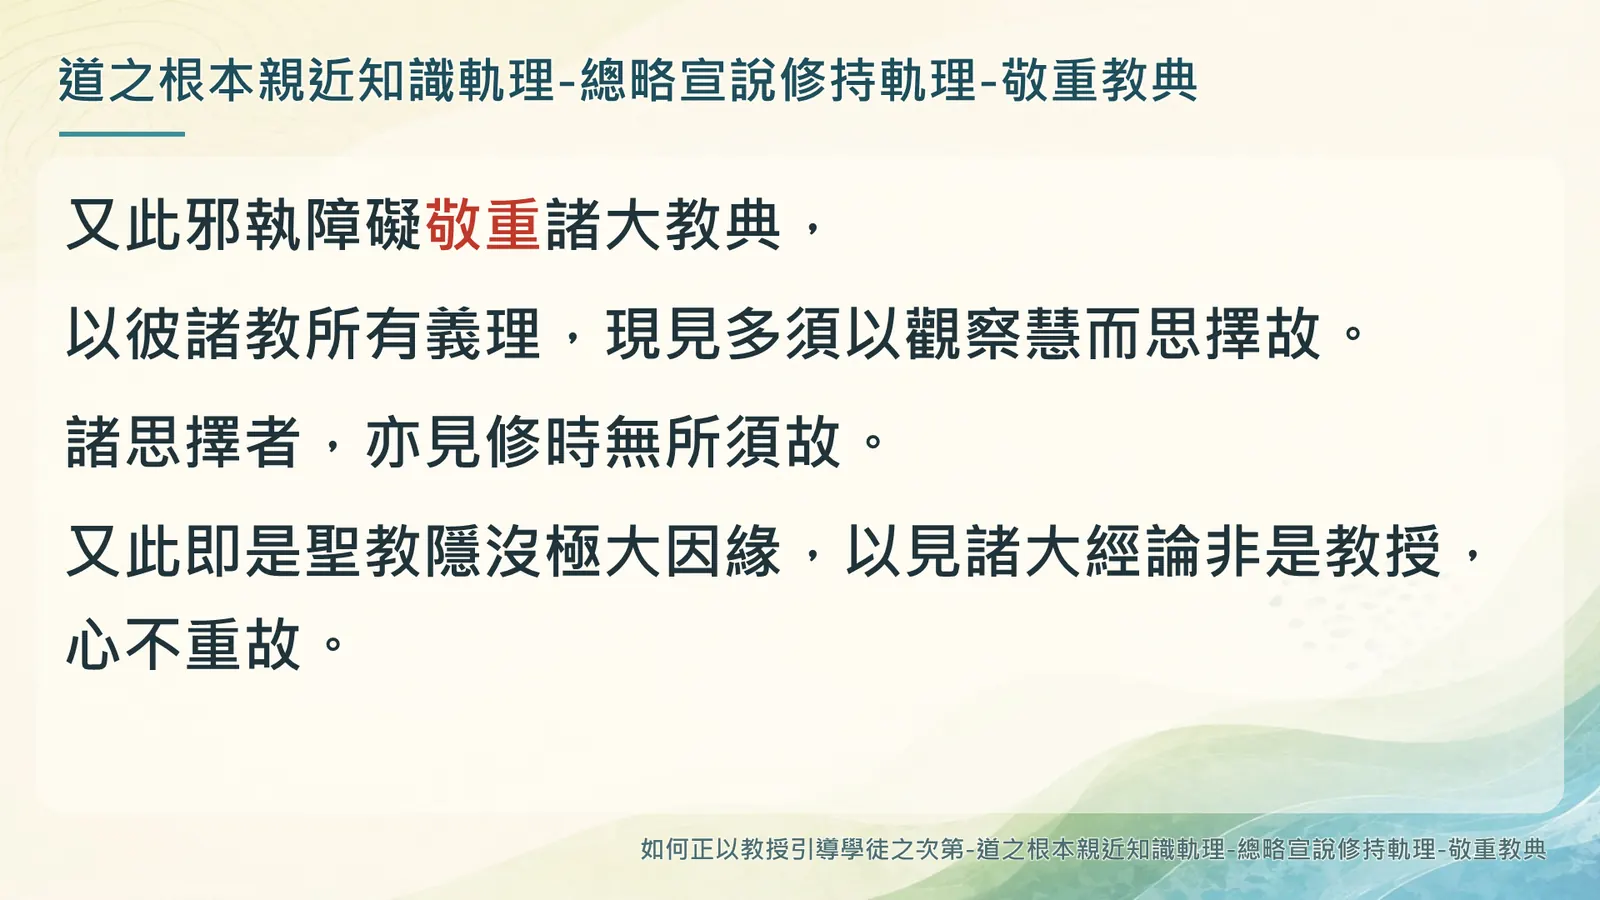 道之根本親近知識軌理-總略宣說修持軌理-敬重教典
又此邪執障礙敬重諸大教典，
以彼諸教所有義理，現見多須以觀察慧而思擇故。
諸思擇者，亦見修時無所須故。
又此即是聖教隱沒極大因緣，以見諸大經論非是教授，
心不重故。
如何正以教授引導學徒之次第-道之根本親近知識軌理-總略宣說修持軌理-敬重教典